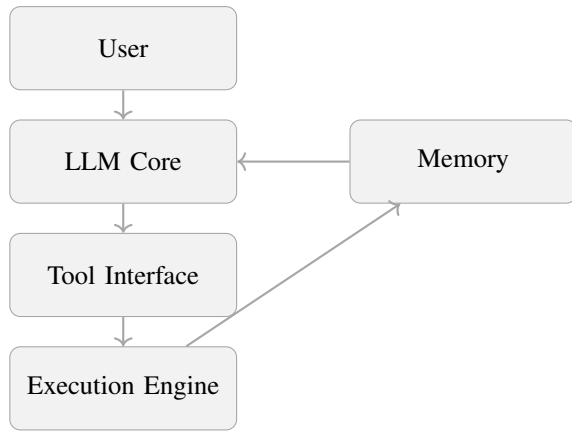 User
LLM Core
Memory
Tool Interface
Execution Engine